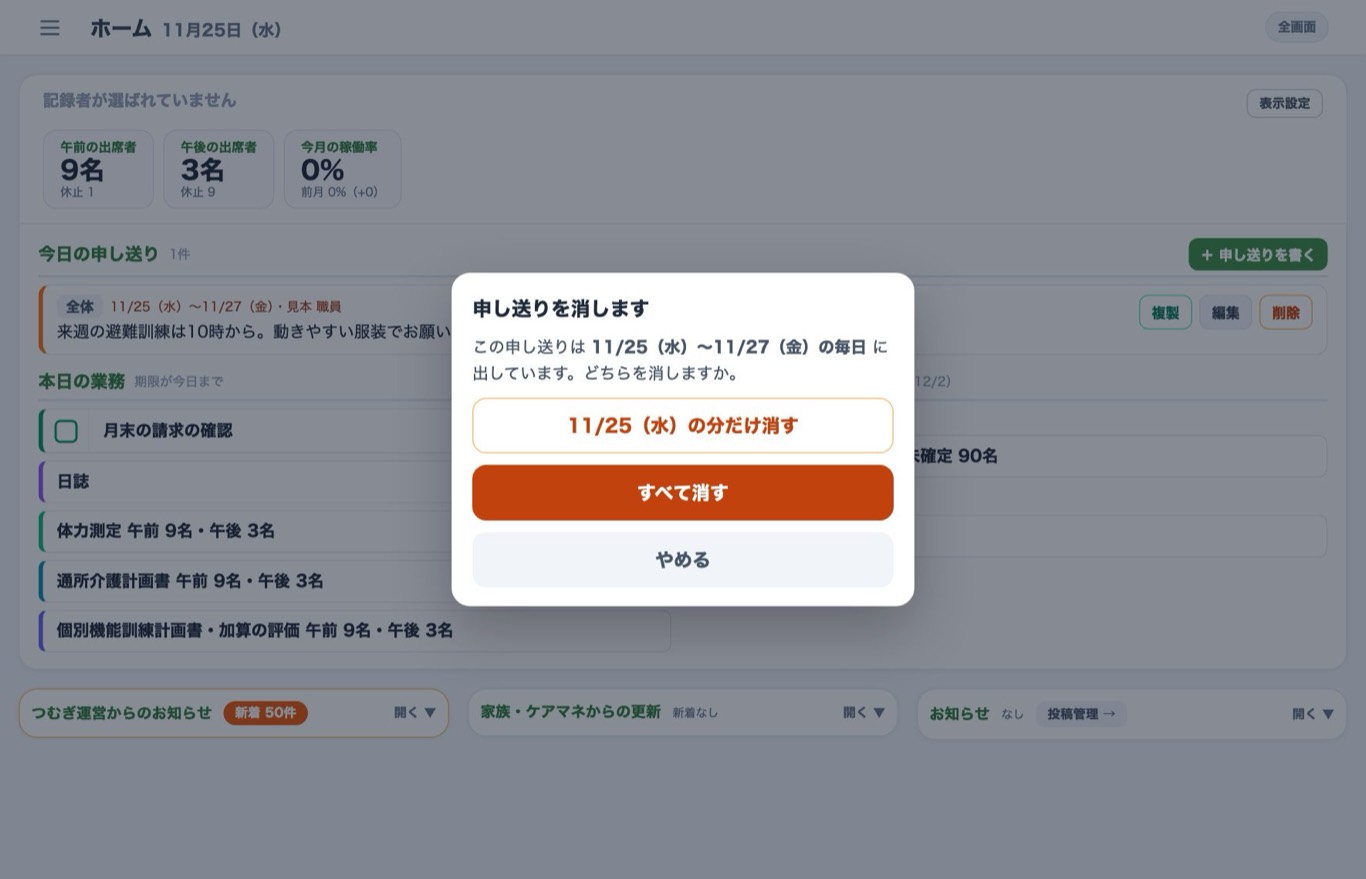 ホーム 11月25日（水）
全画面
記録者が選ばれていません
表示設定
午前の出席者
9名
休止 1
午後の出席者
3名
休止 9
今月の稼働率
0%
前月 0%（+0）
今日の申し送り 1件
+ 申し送りを書く
全体 11/25（水）〜11/27（金）・見本 職員
来週の避難訓練は10時から。動きやすい服装でお願い
複製
編集
削除
申し送りを消します
この申し送りは 11/25（水）〜11/27（金）の毎日 に
出しています。どちらを消しますか。
11/25（水）の分だけ消す
すべて消す
やめる
本日の業務 期限が今日まで
12/2)
月末の請求の確認
確定 90名
日誌
体力測定 午前 9名・午後 3名
通所介護計画書 午前 9名・午後 3名
個別機能訓練計画書・加算の評価 午前 9名・午後 3名
つむぎ運営からのお知らせ 新着 50件 開く ▼
家族・ケアマネからの更新 新着なし 開く ▼
お知らせ なし 投稿管理 → 開く ▼